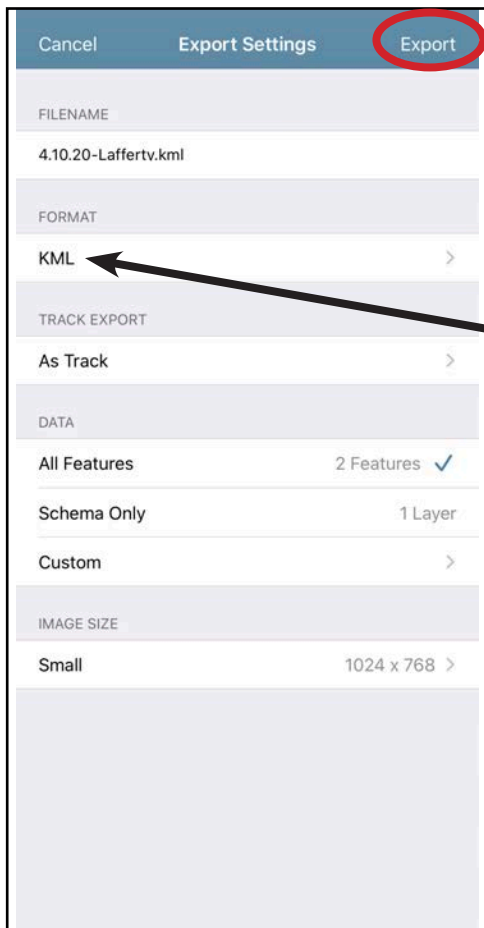 Cancel Export Settings Export
FILENAME
4.10.20-Laffertv.kml
FORMAT
KML
TRACK EXPORT
As Track
DATA
All Features 2 Features
Schema Only 1 Layer
Custom
IMAGE SIZE
Small 1024 x 768